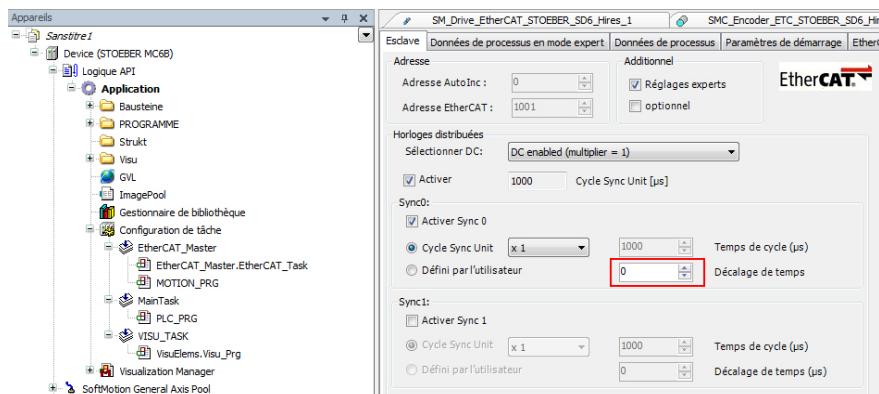 Appareils
Sanstitre1
Device (STOEBER MC6B)
Logique API
Application
Bausteine
PROGRAMME
Strukt
Visu
GVL
ImagePool
Gestionnaire de bibliothèque
Configuration de tâche
EtherCAT_Master
EtherCAT_Master.EtherCAT_Task
MOTION_PRG
MainTask
PLC_PRG
VISU_TASK
VisuElems.Visu_Prg
Visualization Manager
SoftMotion General Axis Pool
SM_Drive_EtherCAT_STOEBER_SD6_Hires_1 SMC_Encoder_ETC_STOEBER_SD6_Hir
Esclave Données de processus en mode expert Données de processus Paramètres de démarrage EtherC
Adresse Additionnel
Adresse AutoInc : 0 Réglages experts
EtherCAT.
Adresse EtherCAT : 1001 optionnel
Horloges distribuées
Sélectionner DC: DC enabled (multiplier = 1)
Activer 1000 Cycle Sync Unit [µs]
Sync0:
Activer Sync 0
Cycle Sync Unit x 1 1000 Temps de cycle (µs)
Défini par l'utilisateur 0 Décalage de temps
Sync1:
Activer Sync 1
Cycle Sync Unit x 1 1000 Temps de cycle (µs)
Défini par l'utilisateur 0 Décalage de temps (µs)